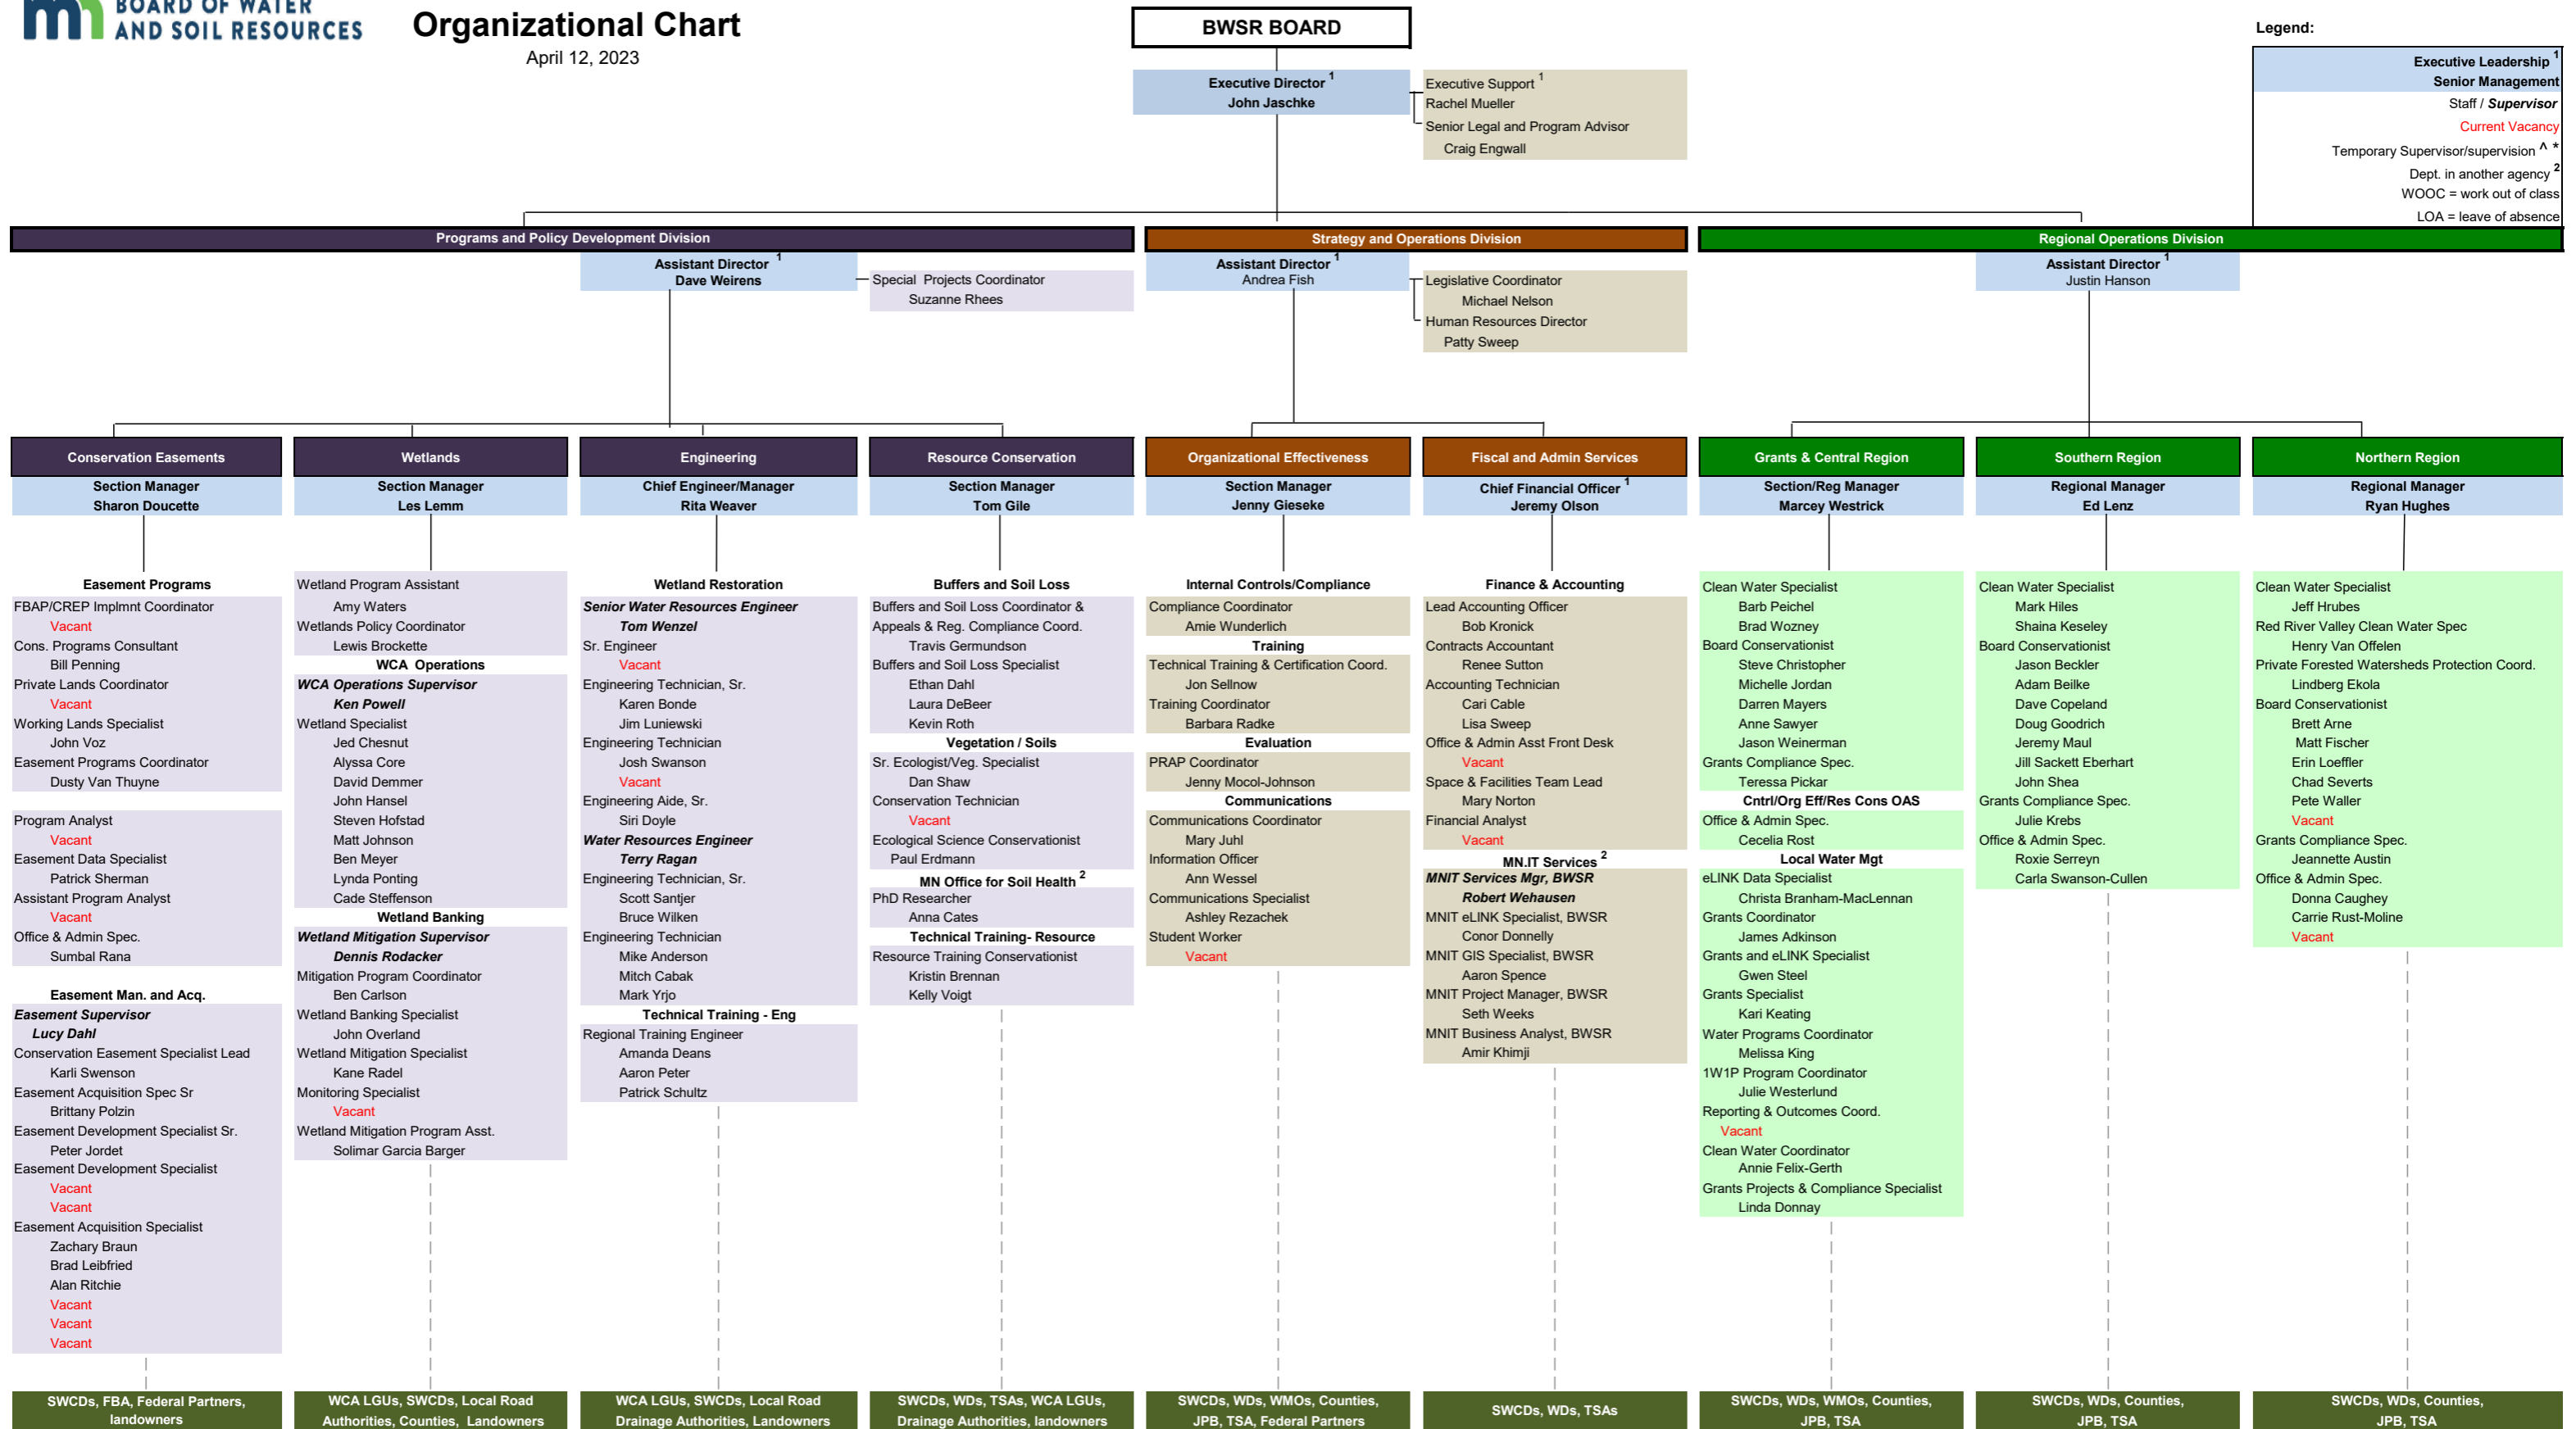 BOARD OF WATER
AND SOIL RESOURCES
Organizational Chart
April 12, 2023
BWSR BOARD
Executive Director 1
John Jaschke
Executive Support 1
Rachel Mueller
Senior Legal and Program Advisor
Craig Engwall
Legend:
Executive Leadership 1
Senior Management
Staff / Supervisor
Current Vacancy
Temporary Supervisor/supervision ^ *
Dept. in another agency 2
WOOC = work out of class
LOA = leave of absence
Programs and Policy Development Division
Assistant Director 1
Dave Weirens
Special Projects Coordinator
Suzanne Rhees
Strategy and Operations Division
Assistant Director 1
Andrea Fish
Legislative Coordinator
Michael Nelson
Human Resources Director
Patty Sweep
Regional Operations Division
Assistant Director 1
Justin Hanson
Conservation Easements
Section Manager
Sharon Doucette
Easement Programs
FBAP/CREP Implmnt Coordinator
Vacant
Cons. Programs Consultant
Bill Penning
Private Lands Coordinator
Vacant
Working Lands Specialist
John Voz
Easement Programs Coordinator
Dusty Van Thuyne
Program Analyst
Vacant
Easement Data Specialist
Patrick Sherman
Assistant Program Analyst
Vacant
Office & Admin Spec.
Sumbal Rana
Easement Man. and Acq.
Easement Supervisor
Lucy Dahl
Conservation Easement Specialist Lead
Karli Swenson
Easement Acquisition Spec Sr
Brittany Polzin
Easement Development Specialist Sr.
Peter Jordet
Easement Development Specialist
Vacant
Vacant
Easement Acquisition Specialist
Zachary Braun
Brad Leibfried
Alan Ritchie
Vacant
Vacant
Vacant
SWCDs, FBA, Federal Partners,
landowners
Wetlands
Section Manager
Les Lemm
Wetland Program Assistant
Amy Waters
Wetlands Policy Coordinator
Lewis Brockette
WCA Operations
WCA Operations Supervisor
Ken Powell
Wetland Specialist
Jed Chesnut
Alyssa Core
David Demmer
John Hansel
Steven Hofstad
Matt Johnson
Ben Meyer
Lynda Ponting
Cade Steffenson
Wetland Banking
Wetland Mitigation Supervisor
Dennis Rodacker
Mitigation Program Coordinator
Ben Carlson
Wetland Banking Specialist
John Overland
Wetland Mitigation Specialist
Kane Radel
Monitoring Specialist
Vacant
Wetland Mitigation Program Asst.
Solimar Garcia Barger
WCA LGUs, SWCDs, Local Road
Authorities, Counties, Landowners
Engineering
Chief Engineer/Manager
Rita Weaver
Wetland Restoration
Senior Water Resources Engineer
Tom Wenzel
Sr. Engineer
Vacant
Engineering Technician, Sr.
Karen Bonde
Jim Luniewski
Engineering Technician
Josh Swanson
Vacant
Engineering Aide, Sr.
Siri Doyle
Water Resources Engineer
Terry Ragan
Engineering Technician, Sr.
Scott Santjer
Bruce Wilken
Engineering Technician
Mike Anderson
Mitch Cabak
Mark Yrjo
Technical Training - Eng
Regional Training Engineer
Amanda Deans
Aaron Peter
Patrick Schultz
WCA LGUs, SWCDs, Local Road
Drainage Authorities, Landowners
Resource Conservation
Section Manager
Tom Gile
Buffers and Soil Loss
Buffers and Soil Loss Coordinator &
Appeals & Reg. Compliance Coord.
Travis Germundson
Buffers and Soil Loss Specialist
Ethan Dahl
Laura DeBeer
Kevin Roth
Vegetation / Soils
Sr. Ecologist/Veg. Specialist
Dan Shaw
Conservation Technician
Vacant
Ecological Science Conservationist
Paul Erdmann
MN Office for Soil Health 2
PhD Researcher
Anna Cates
Technical Training- Resource
Resource Training Conservationist
Kristin Brennan
Kelly Voigt
SWCDs, WDs, TSAs, WCA LGUs,
Drainage Authorities, landowners
Organizational Effectiveness
Section Manager
Jenny Gieseke
Internal Controls/Compliance
Compliance Coordinator
Amie Wunderlich
Training
Technical Training & Certification Coord.
Jon Sellnow
Training Coordinator
Barbara Radke
Evaluation
PRAP Coordinator
Jenny Mocol-Johnson
Communications
Communications Coordinator
Mary Juhl
Information Officer
Ann Wessel
Communications Specialist
Ashley Rezachek
Student Worker
Vacant
SWCDs, WDs, WMOs, Counties,
JPB, TSA, Federal Partners
Fiscal and Admin Services
Chief Financial Officer 1
Jeremy Olson
Finance & Accounting
Lead Accounting Officer
Bob Kronick
Contracts Accountant
Renee Sutton
Accounting Technician
Cari Cable
Lisa Sweep
Office & Admin Asst Front Desk
Vacant
Space & Facilities Team Lead
Mary Norton
Financial Analyst
Vacant
MN.IT Services 2
MNIT Services Mgr, BWSR
Robert Wehausen
MNIT eLINK Specialist, BWSR
Conor Donnelly
MNIT GIS Specialist, BWSR
Aaron Spence
MNIT Project Manager, BWSR
Seth Weeks
MNIT Business Analyst, BWSR
Amir Khimji
SWCDs, WDs, TSAs
Grants & Central Region
Section/Reg Manager
Marcey Westrick
Clean Water Specialist
Barb Peichel
Brad Wozney
Board Conservationist
Steve Christopher
Michelle Jordan
Darren Mayers
Anne Sawyer
Jason Weinerman
Grants Compliance Spec.
Teressa Pickar
Cntrl/Org Eff/Res Cons OAS
Office & Admin Spec.
Cecelia Rost
Local Water Mgt
eLINK Data Specialist
Christa Branham-MacLennan
Grants Coordinator
James Adkinson
Grants and eLINK Specialist
Gwen Steel
Grants Specialist
Kari Keating
Water Programs Coordinator
Melissa King
1W1P Program Coordinator
Julie Westerlund
Reporting & Outcomes Coord.
Vacant
Clean Water Coordinator
Annie Felix-Gerth
Grants Projects & Compliance Specialist
Linda Donnay
SWCDs, WDs, WMOs, Counties,
JPB, TSA
Southern Region
Regional Manager
Ed Lenz
Clean Water Specialist
Mark Hiles
Shaina Keseley
Board Conservationist
Jason Beckler
Adam Beilke
Dave Copeland
Doug Goodrich
Jeremy Maul
Jill Sackett Eberhart
John Shea
Grants Compliance Spec.
Julie Krebs
Office & Admin Spec.
Roxie Serreyn
Carla Swanson-Cullen
SWCDs, WDs, Counties,
JPB, TSA
Northern Region
Regional Manager
Ryan Hughes
Clean Water Specialist
Jeff Hrubes
Red River Valley Clean Water Spec
Henry Van Offelen
Private Forested Watersheds Protection Coord.
Lindberg Ekola
Board Conservationist
Brett Arne
Matt Fischer
Erin Loeffler
Chad Severts
Pete Waller
Vacant
Grants Compliance Spec.
Jeannette Austin
Office & Admin Spec.
Donna Caughey
Carrie Rust-Moline
Vacant
SWCDs, WDs, Counties,
JPB, TSA